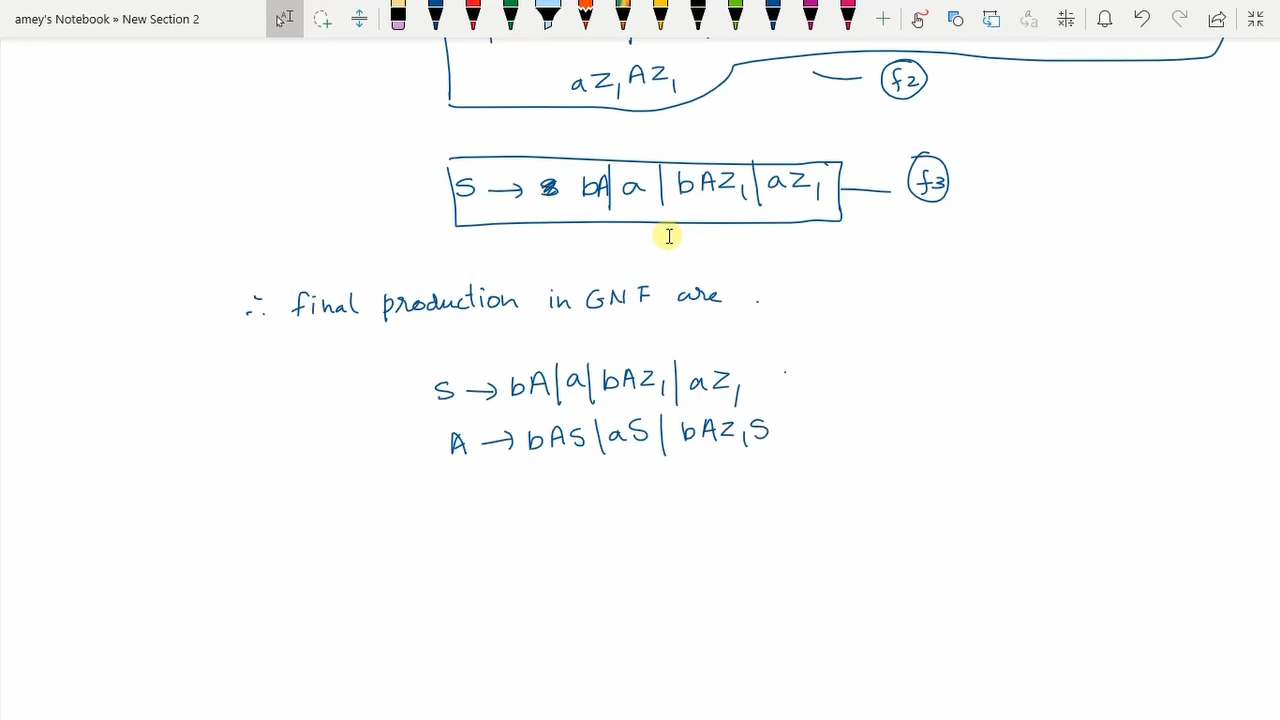 amey's Notebook » New Section 2
aZ₁AZ₁ — f2
S → bA|a|bAZ₁|aZ₁ — f3
∴ final production in GNF are .
S → bA|a|bAZ₁|aZ₁
A → bAS|aS|bAZ₁S